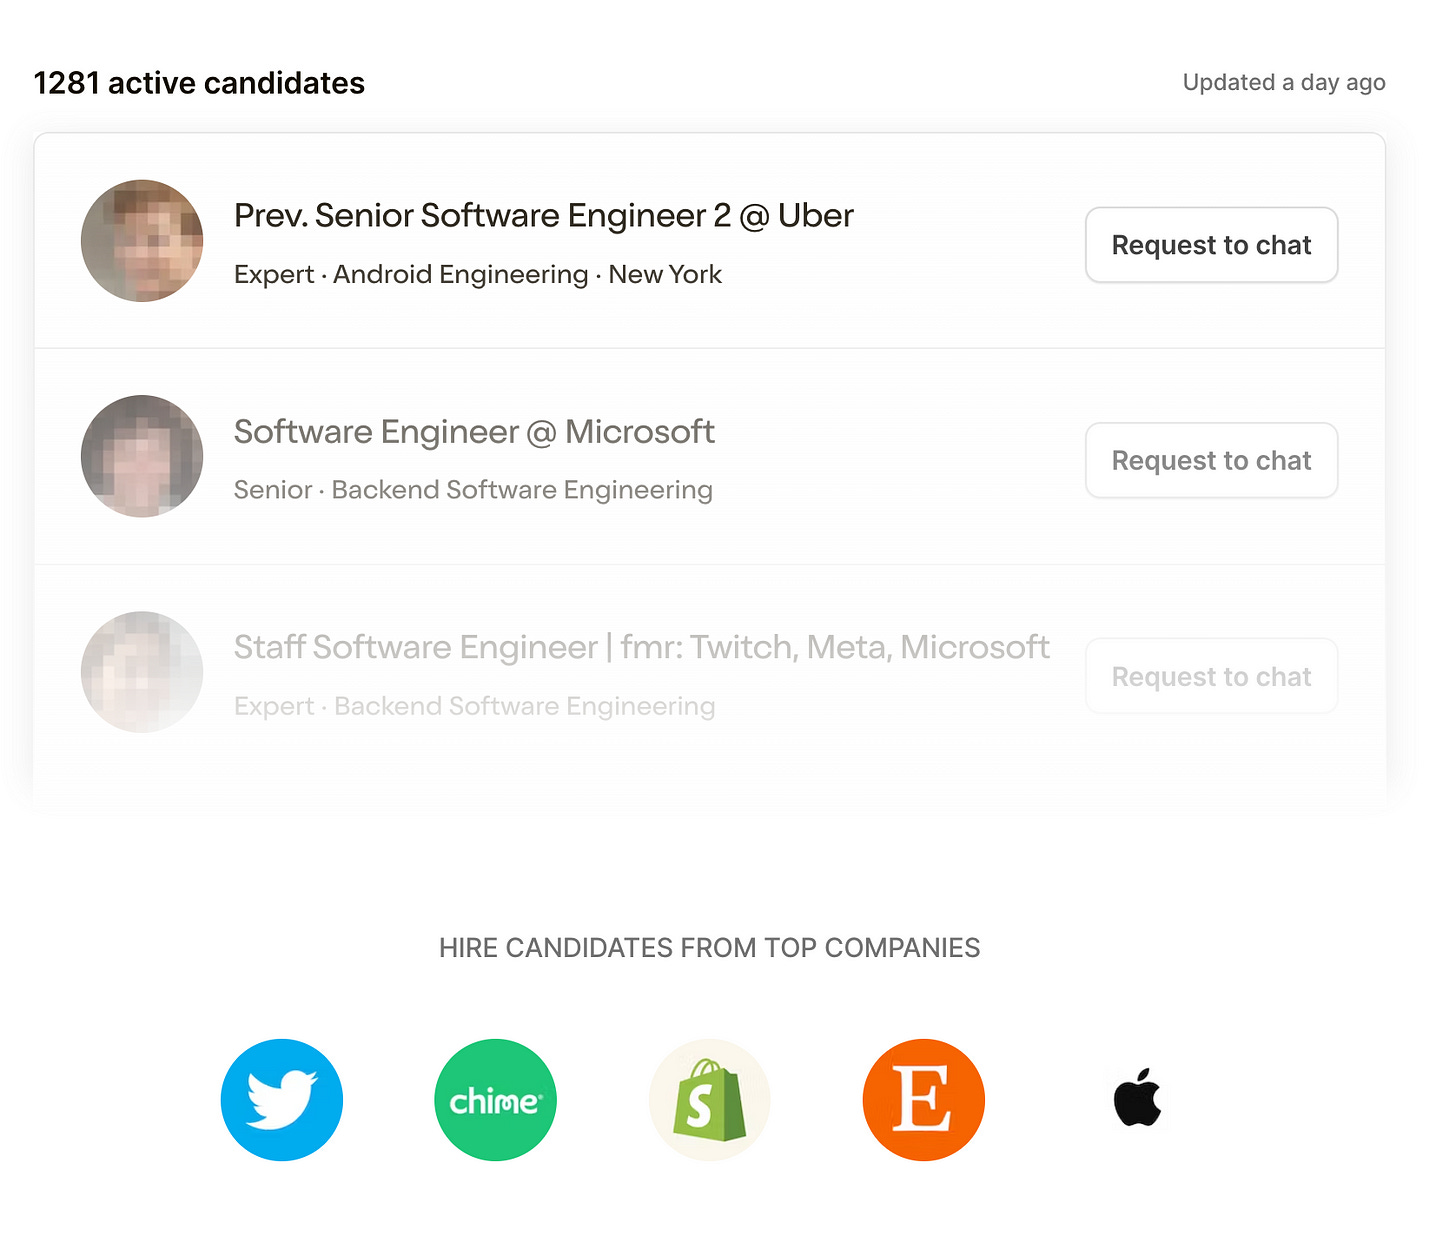 1281 active candidates
Updated a day ago
Prev. Senior Software Engineer 2 @ Uber
Expert · Android Engineering · New York
Request to chat
Software Engineer @ Microsoft
Senior · Backend Software Engineering
Request to chat
Staff Software Engineer | fmr: Twitch, Meta, Microsoft
Expert · Backend Software Engineering
Request to chat
HIRE CANDIDATES FROM TOP COMPANIES
chime
S
E